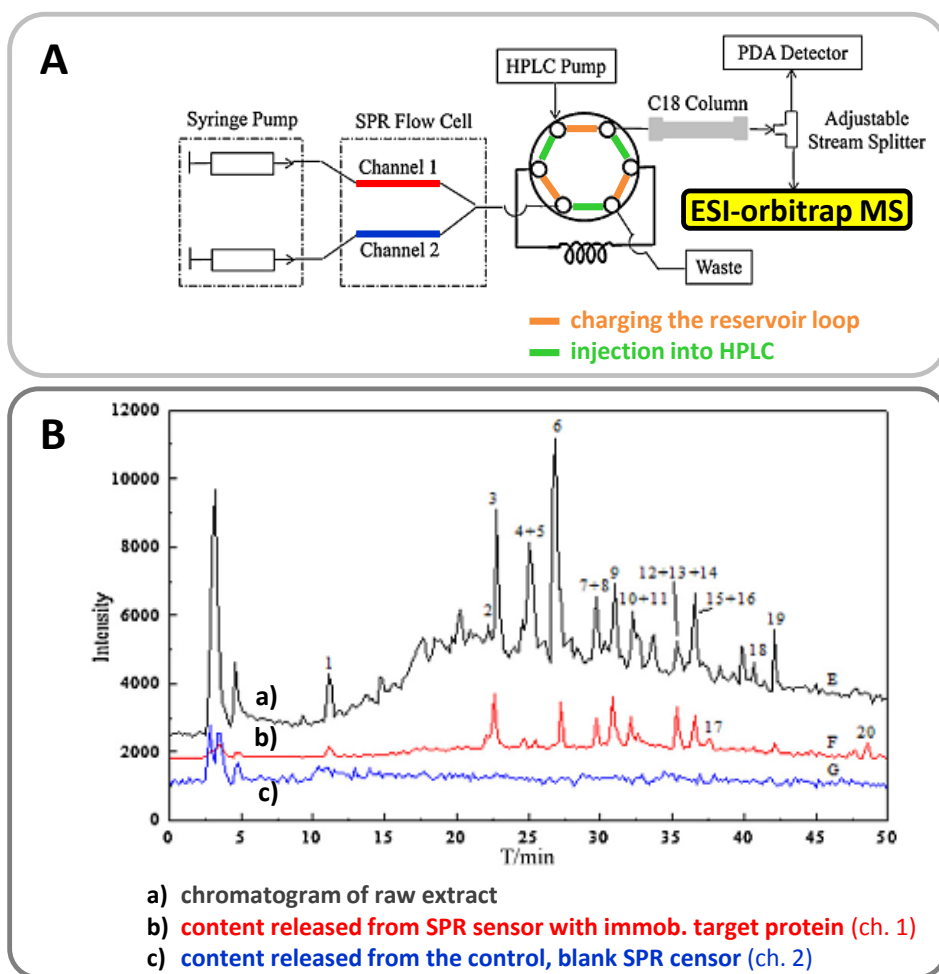 A
HPLC Pump
PDA Detector
C18 Column
Syringe Pump
SPR Flow Cell
Adjustable
Stream Splitter
Channel 1
ESI-orbitrap MS
Channel 2
Waste
charging the reservoir loop
injection into HPLC
B
12000
10000
8000
6000
4000
2000
0
Intensity
6
3
4+5
12+13 +14
9
7+8
15+16
10+11
2
19
1
18
a)
E
b)
17
20
F
G
c)
0 5 10 15 20 25 30 35 40 45 50
T/min
a) chromatogram of raw extract
b) content released from SPR sensor with immob. target protein (ch. 1)
c) content released from the control, blank SPR censor (ch. 2)